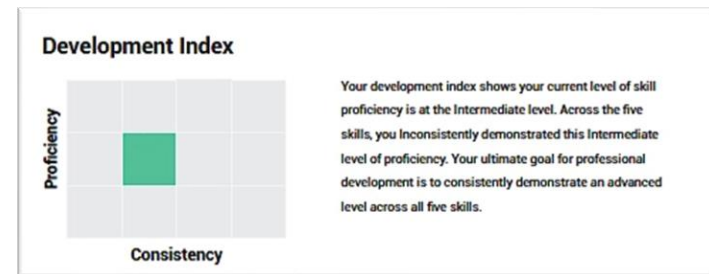 Development Index
Proficiency
Consistency
Your development index shows your current level of skill
proficiency is at the Intermediate level. Across the five
skills, you Inconsistently demonstrated this Intermediate
level of proficiency. Your ultimate goal for professional
development is to consistently demonstrate an advanced
level across all five skills.